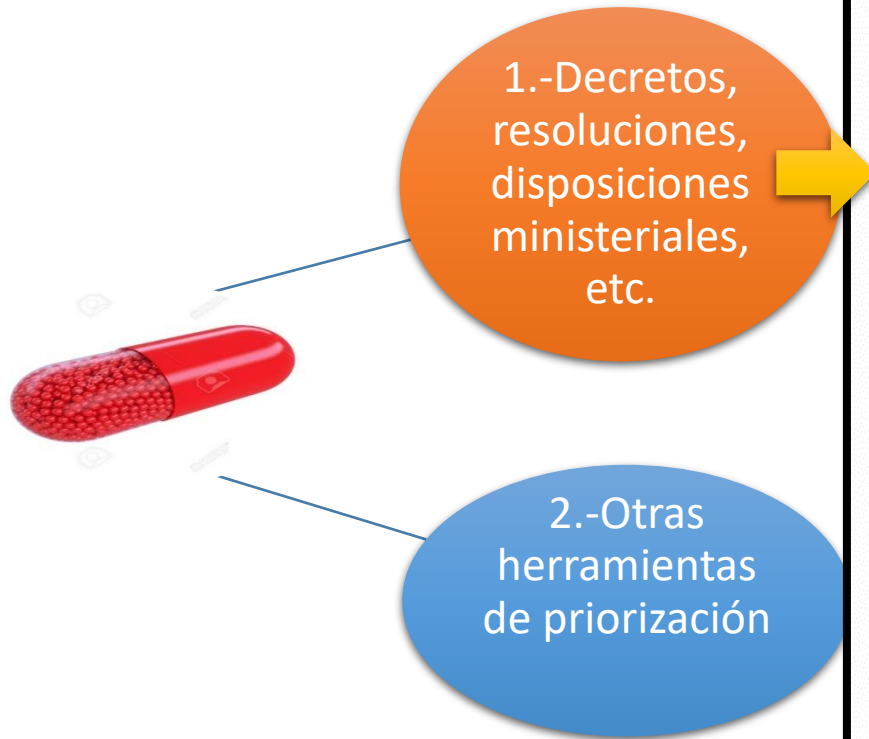 1.-Decretos,
resoluciones,
disposiciones
ministeriales,
etc.
2.-Otras
herramientas
de priorización